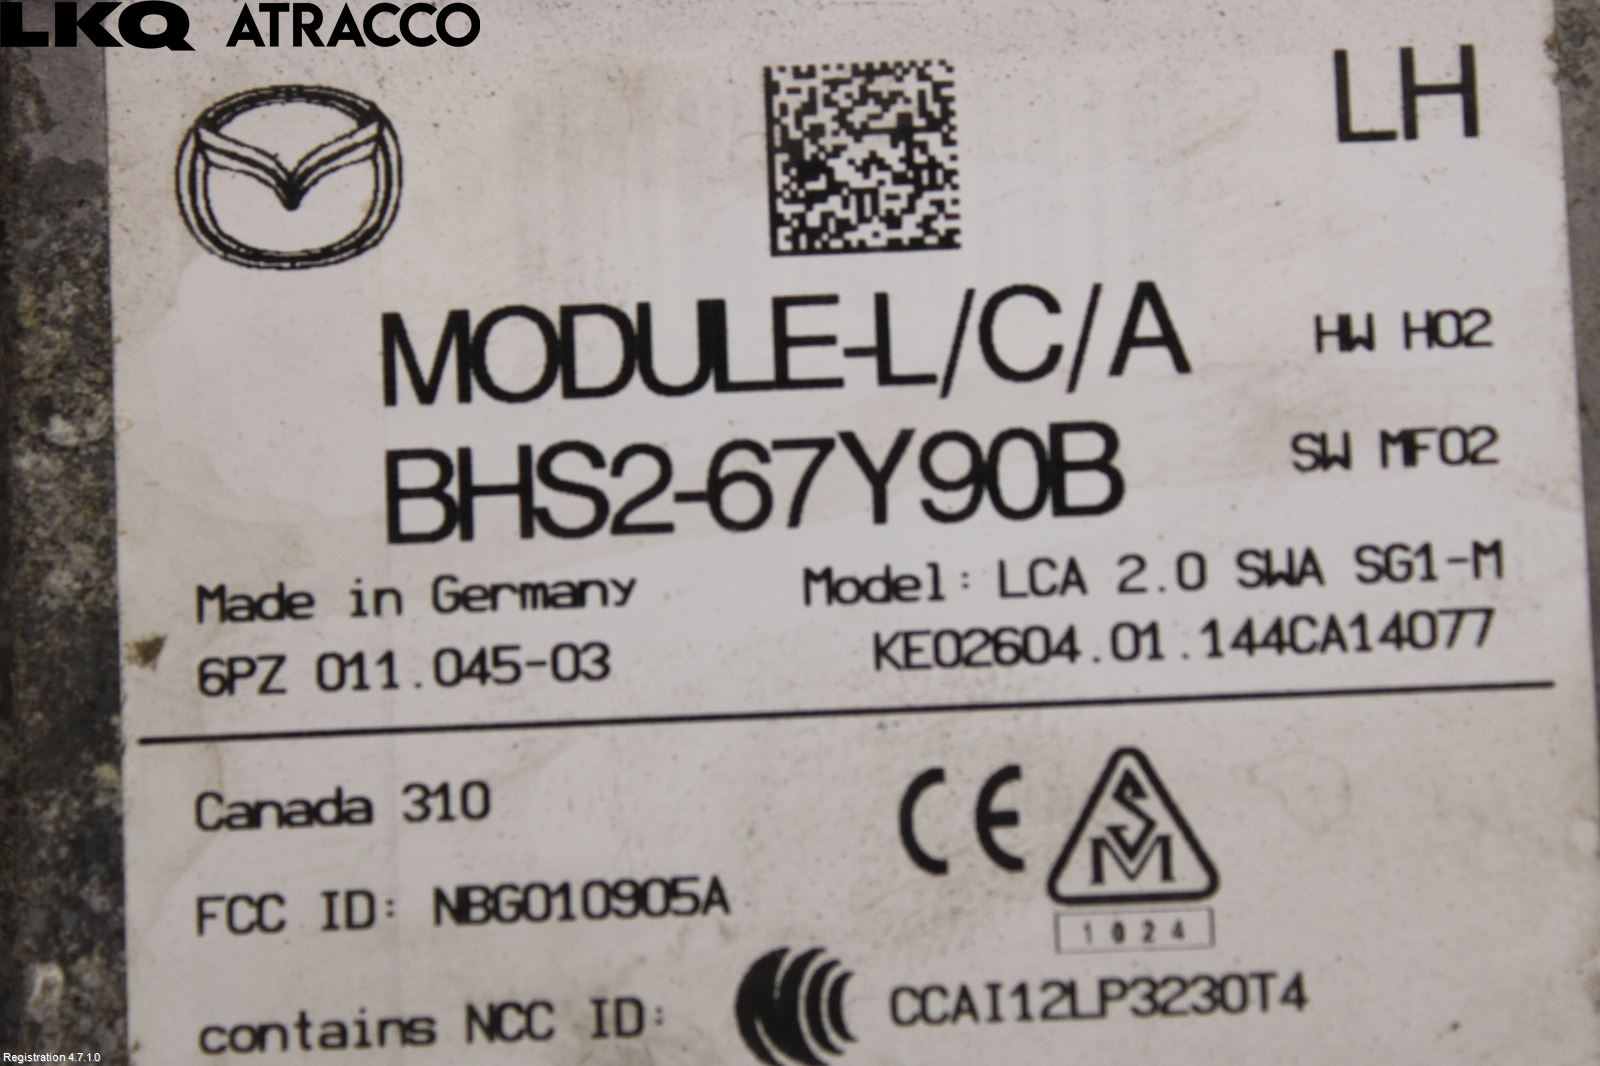 LKQ ATRACCO
LH
MODULE-L/C/A
HW H02
BHS2-67Y90B
SW MF02
Made in Germany
Model: LCA 2.0 SWA SG1-M
6PZ 011.045-03
KE02604.01.144CA14077
Canada 310
CE
SM
FCC ID: NBG010905A
1024
contains NCC ID:
CCAI12LP3230T4
Registration 4.7.1.0